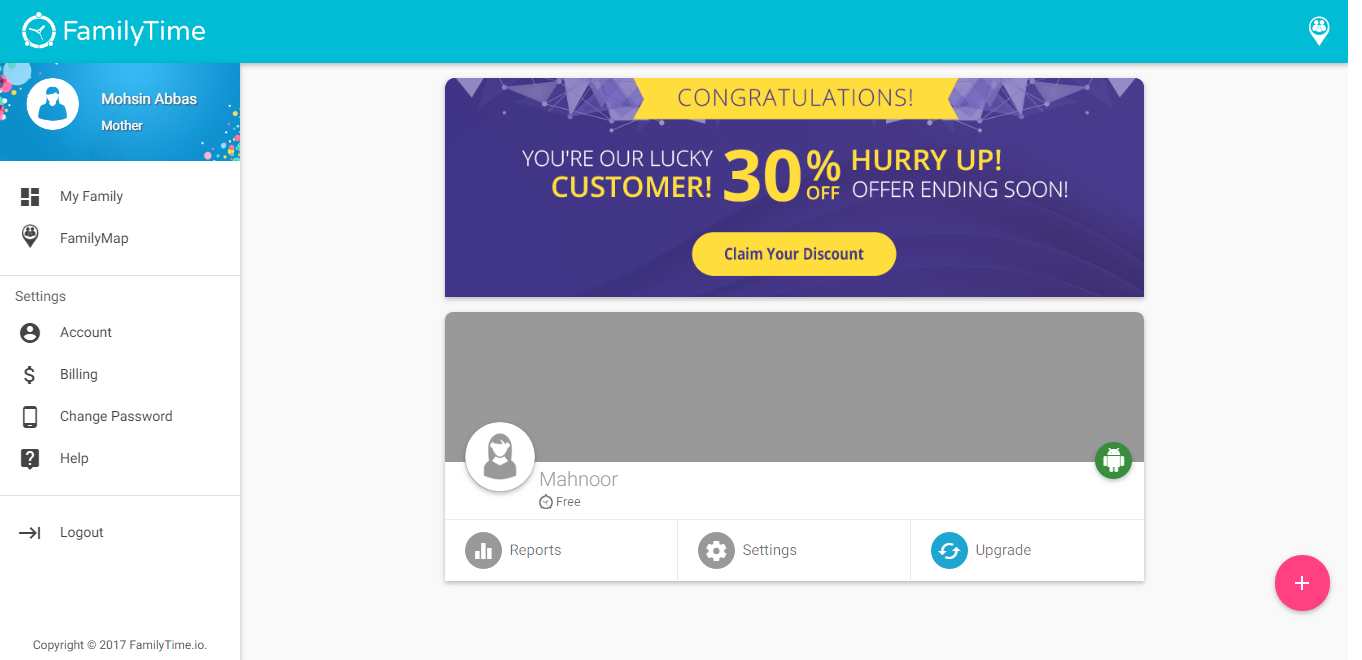 FamilyTime
Mohsin Abbas
Mother
My Family
FamilyMap
Settings
Account
Billing
Change Password
Help
Logout
Copyright © 2017 FamilyTime.io.
CONGRATULATIONS!
YOU'RE OUR LUCKY
CUSTOMER!
30%
OFF
HURRY UP!
OFFER ENDING SOON!
Claim Your Discount
Mahnoor
Free
Reports
Settings
Upgrade